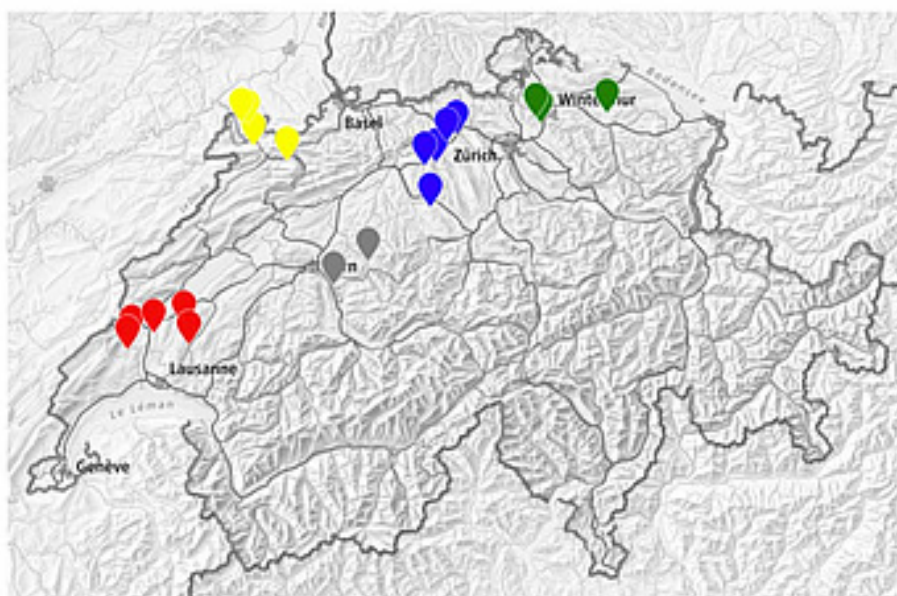 Bodensee
Basel
Winterthur
Zürich
Lausanne
Le Léman
Genève